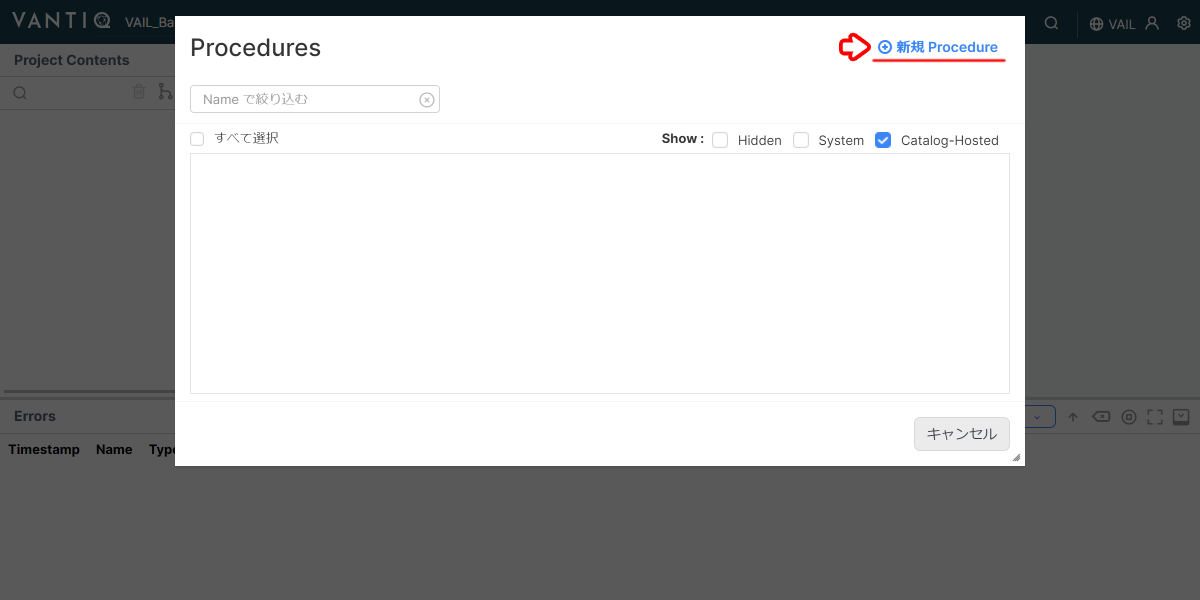 VANTIQ VAIL_Ba VAIL
Project Contents
Procedures
新規 Procedure
Name で絞り込む
すべて選択
Show : Hidden System Catalog-Hosted
キャンセル
Errors
Timestamp Name Type